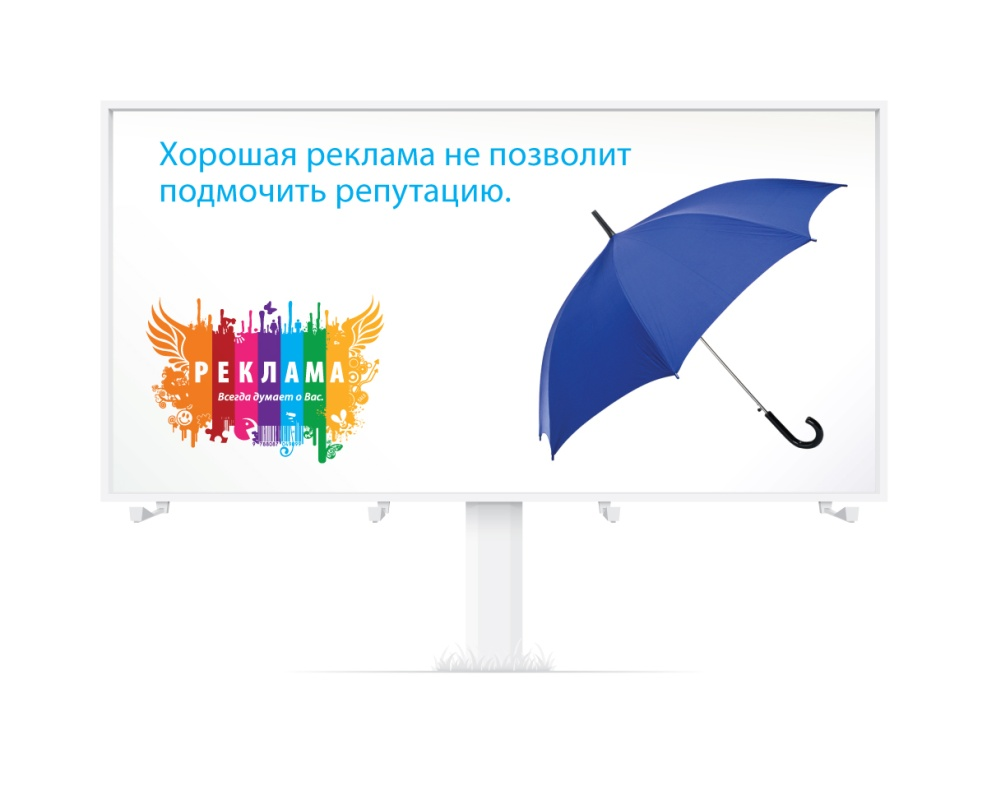 Хорошая реклама не позволит
подмочить репутацию.
РЕКЛАМА
Всегда думает о Вас.